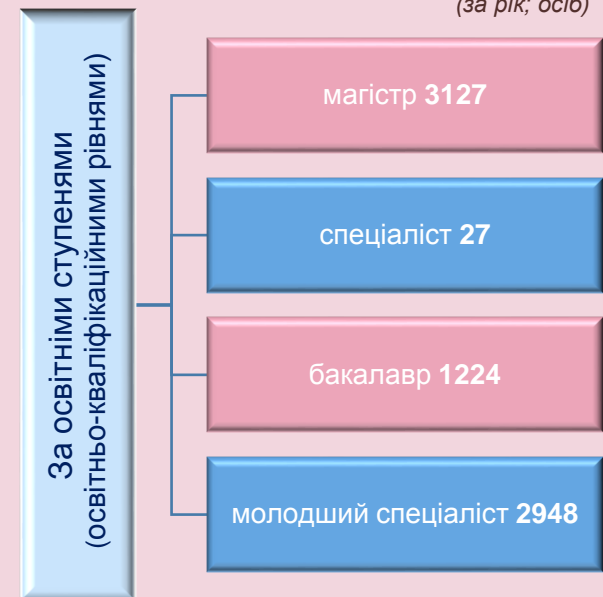 (за рік; осіб)
За освітніми ступенями
(освітньо-кваліфікаційними рівнями)
магістр 3127
спеціаліст 27
бакалавр 1224
молодший спеціаліст 2948